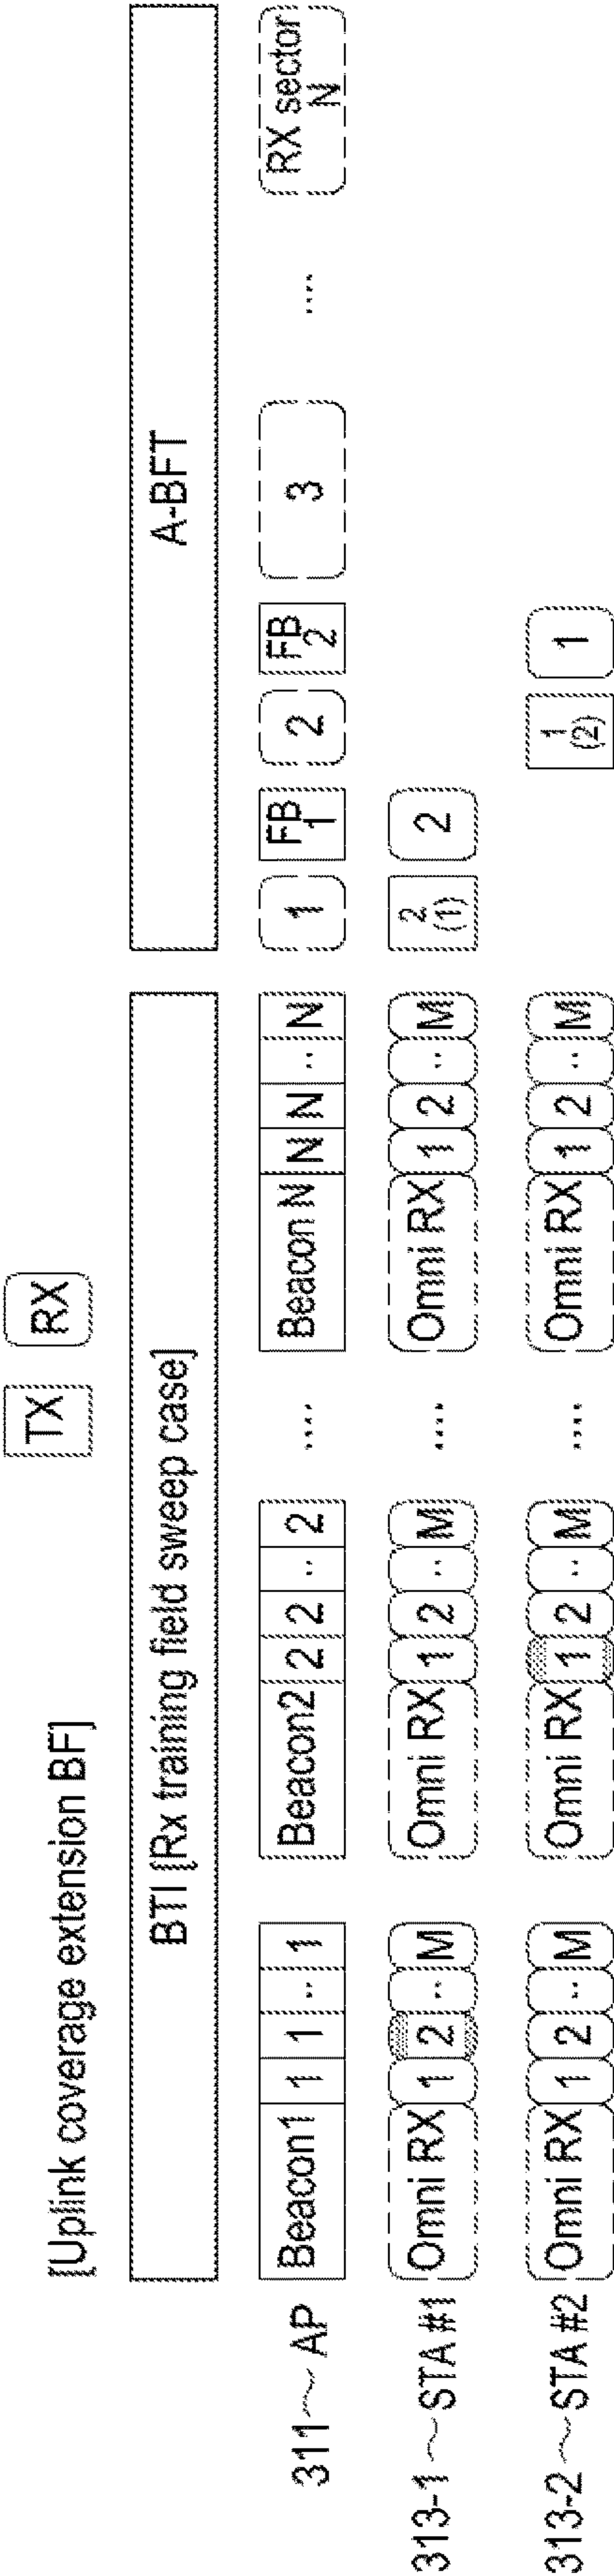 [Uplink coverage extension BF]
TX RX
BTI [Rx training field sweep case] A-BFT
311 AP Beacon1 1 1 .. 1 Beacon2 2 2 .. 2 .... Beacon N N N .. N 1 FB 1 2 FB 2 3 .... RX sector N
313-1 STA #1 Omni RX 1 2 .. M Omni RX 1 2 .. M .... Omni RX 1 2 .. M 2 (1) 2
313-2 STA #2 Omni RX 1 2 .. M Omni RX 1 2 .. M .... Omni RX 1 2 .. M 1 (2) 1